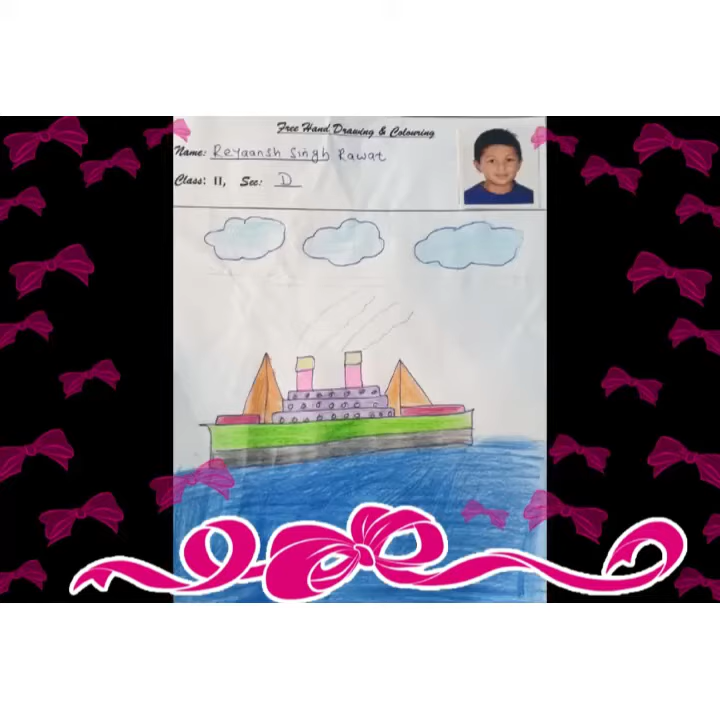 Free Hand Drawing & Colouring
Name: Reyaansh Singh Rawat
Class: II, Sec: D